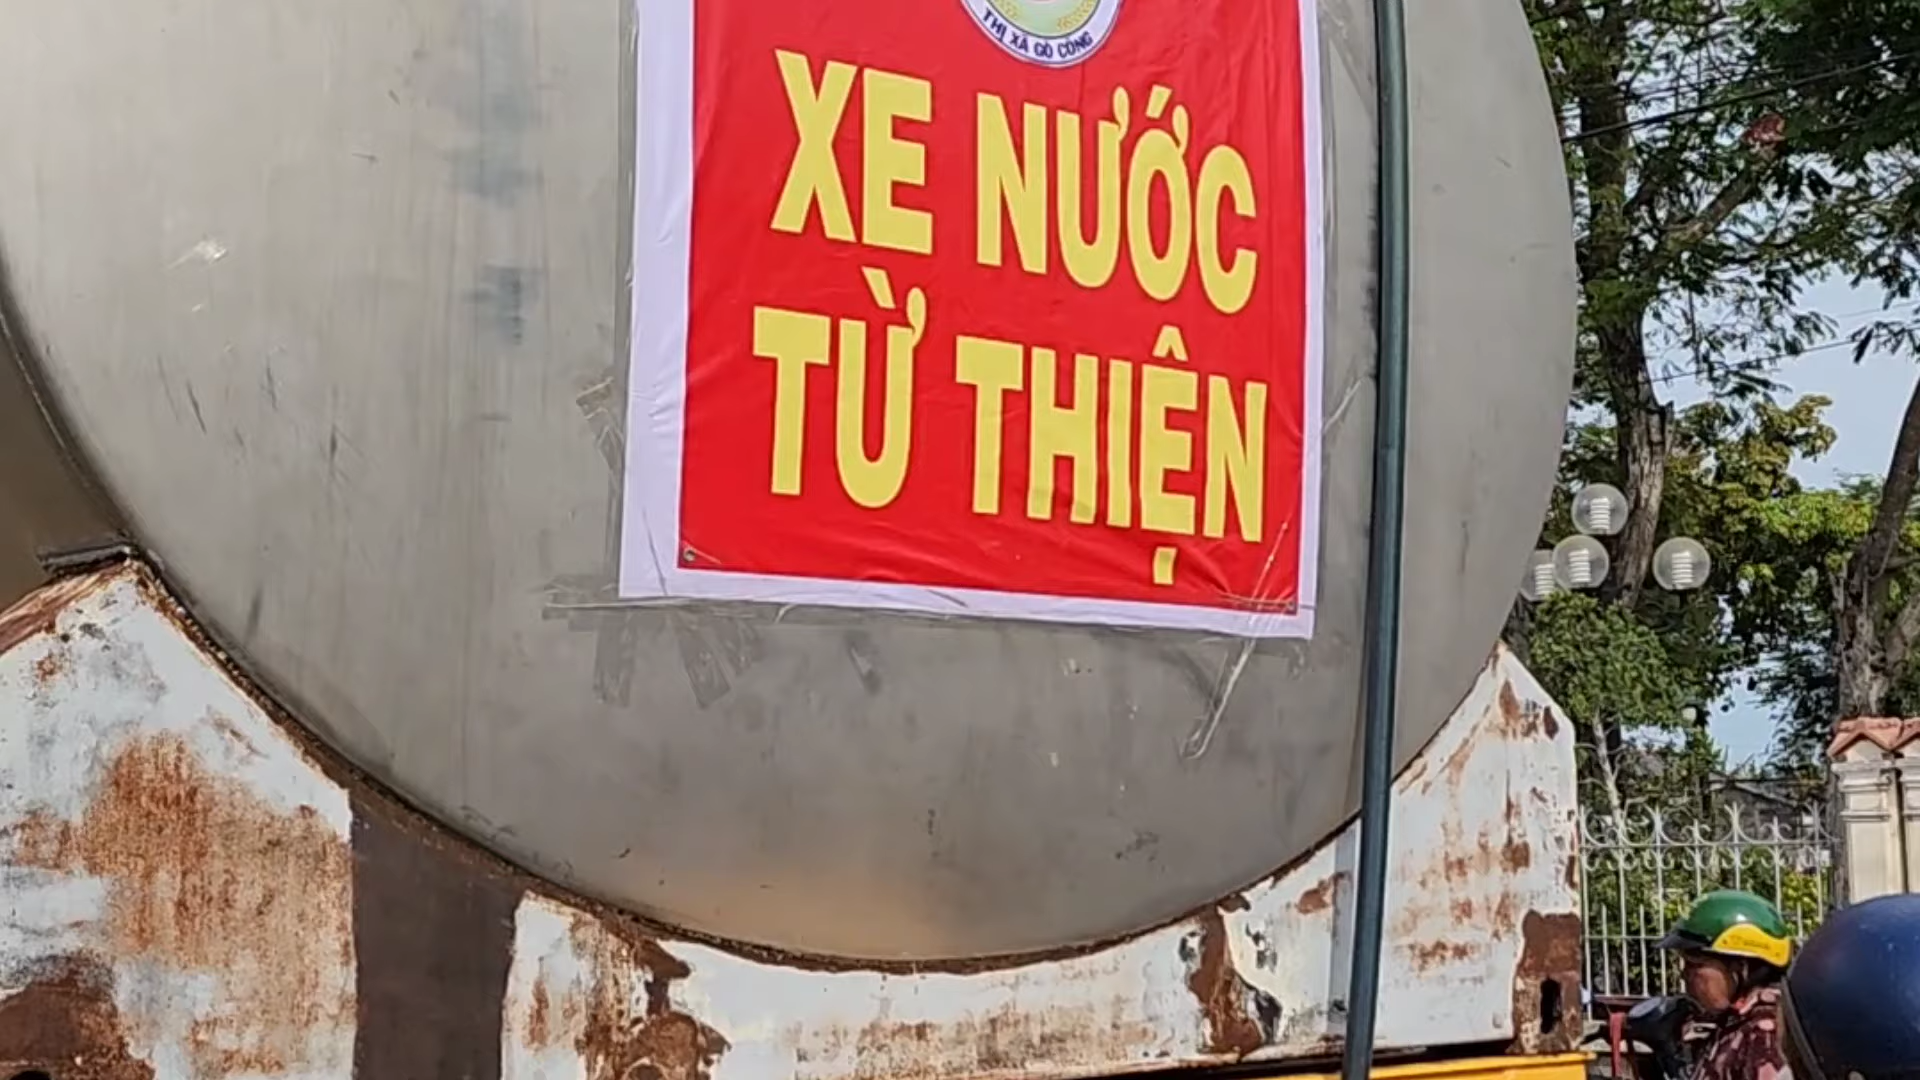 THỊ XÃ GÒ CÔNG
XE NƯỚC
TỪ THIỆN